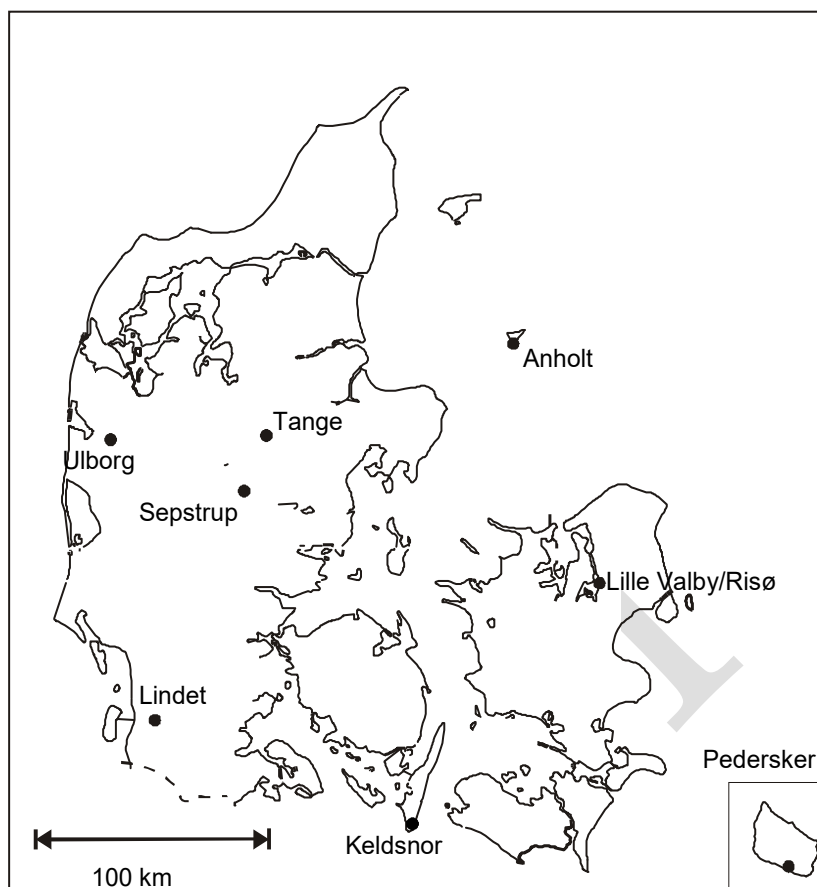 Anholt
Tange
Ulborg
Sepstrup
Lille Valby/Risø
Lindet
Pedersker
Keldsnor
100 km